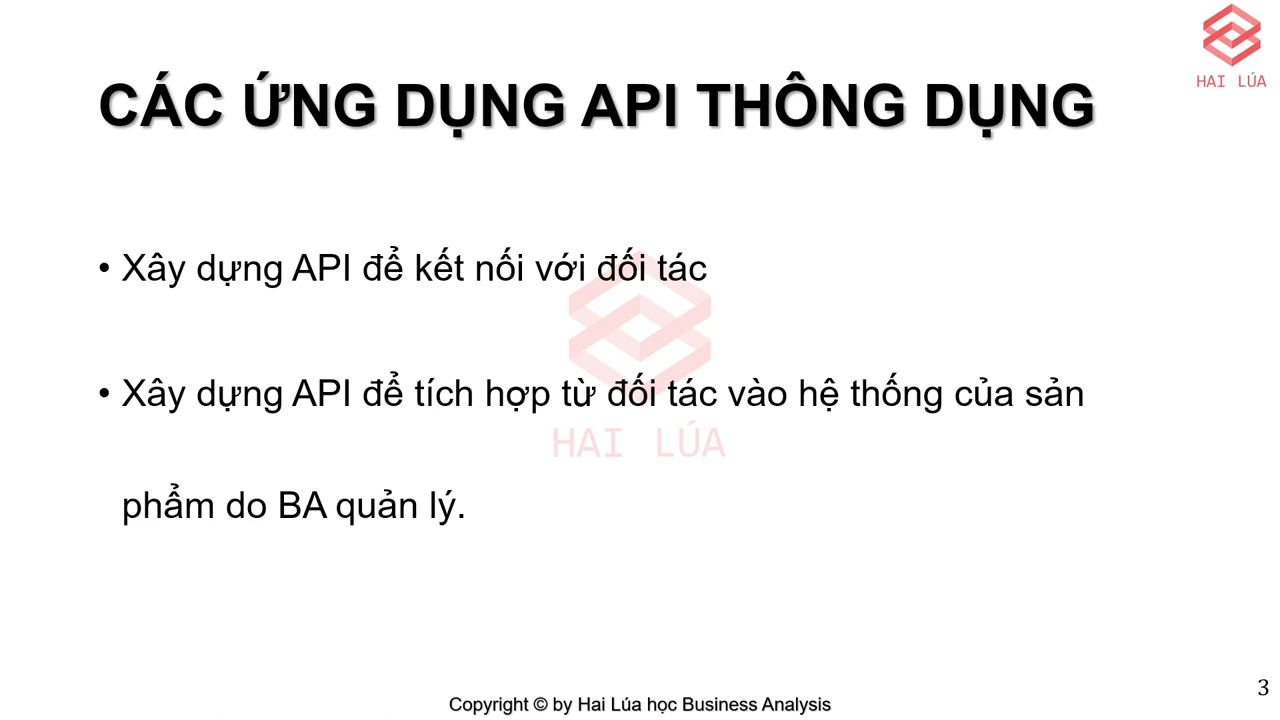 HAI LÚA
CÁC ỨNG DỤNG API THÔNG DỤNG
• Xây dựng API để kết nối với đối tác
• Xây dựng API để tích hợp từ đối tác vào hệ thống của sản
HAI LÚA
phẩm do BA quản lý.
Copyright © by Hai Lúa học Business Analysis
3